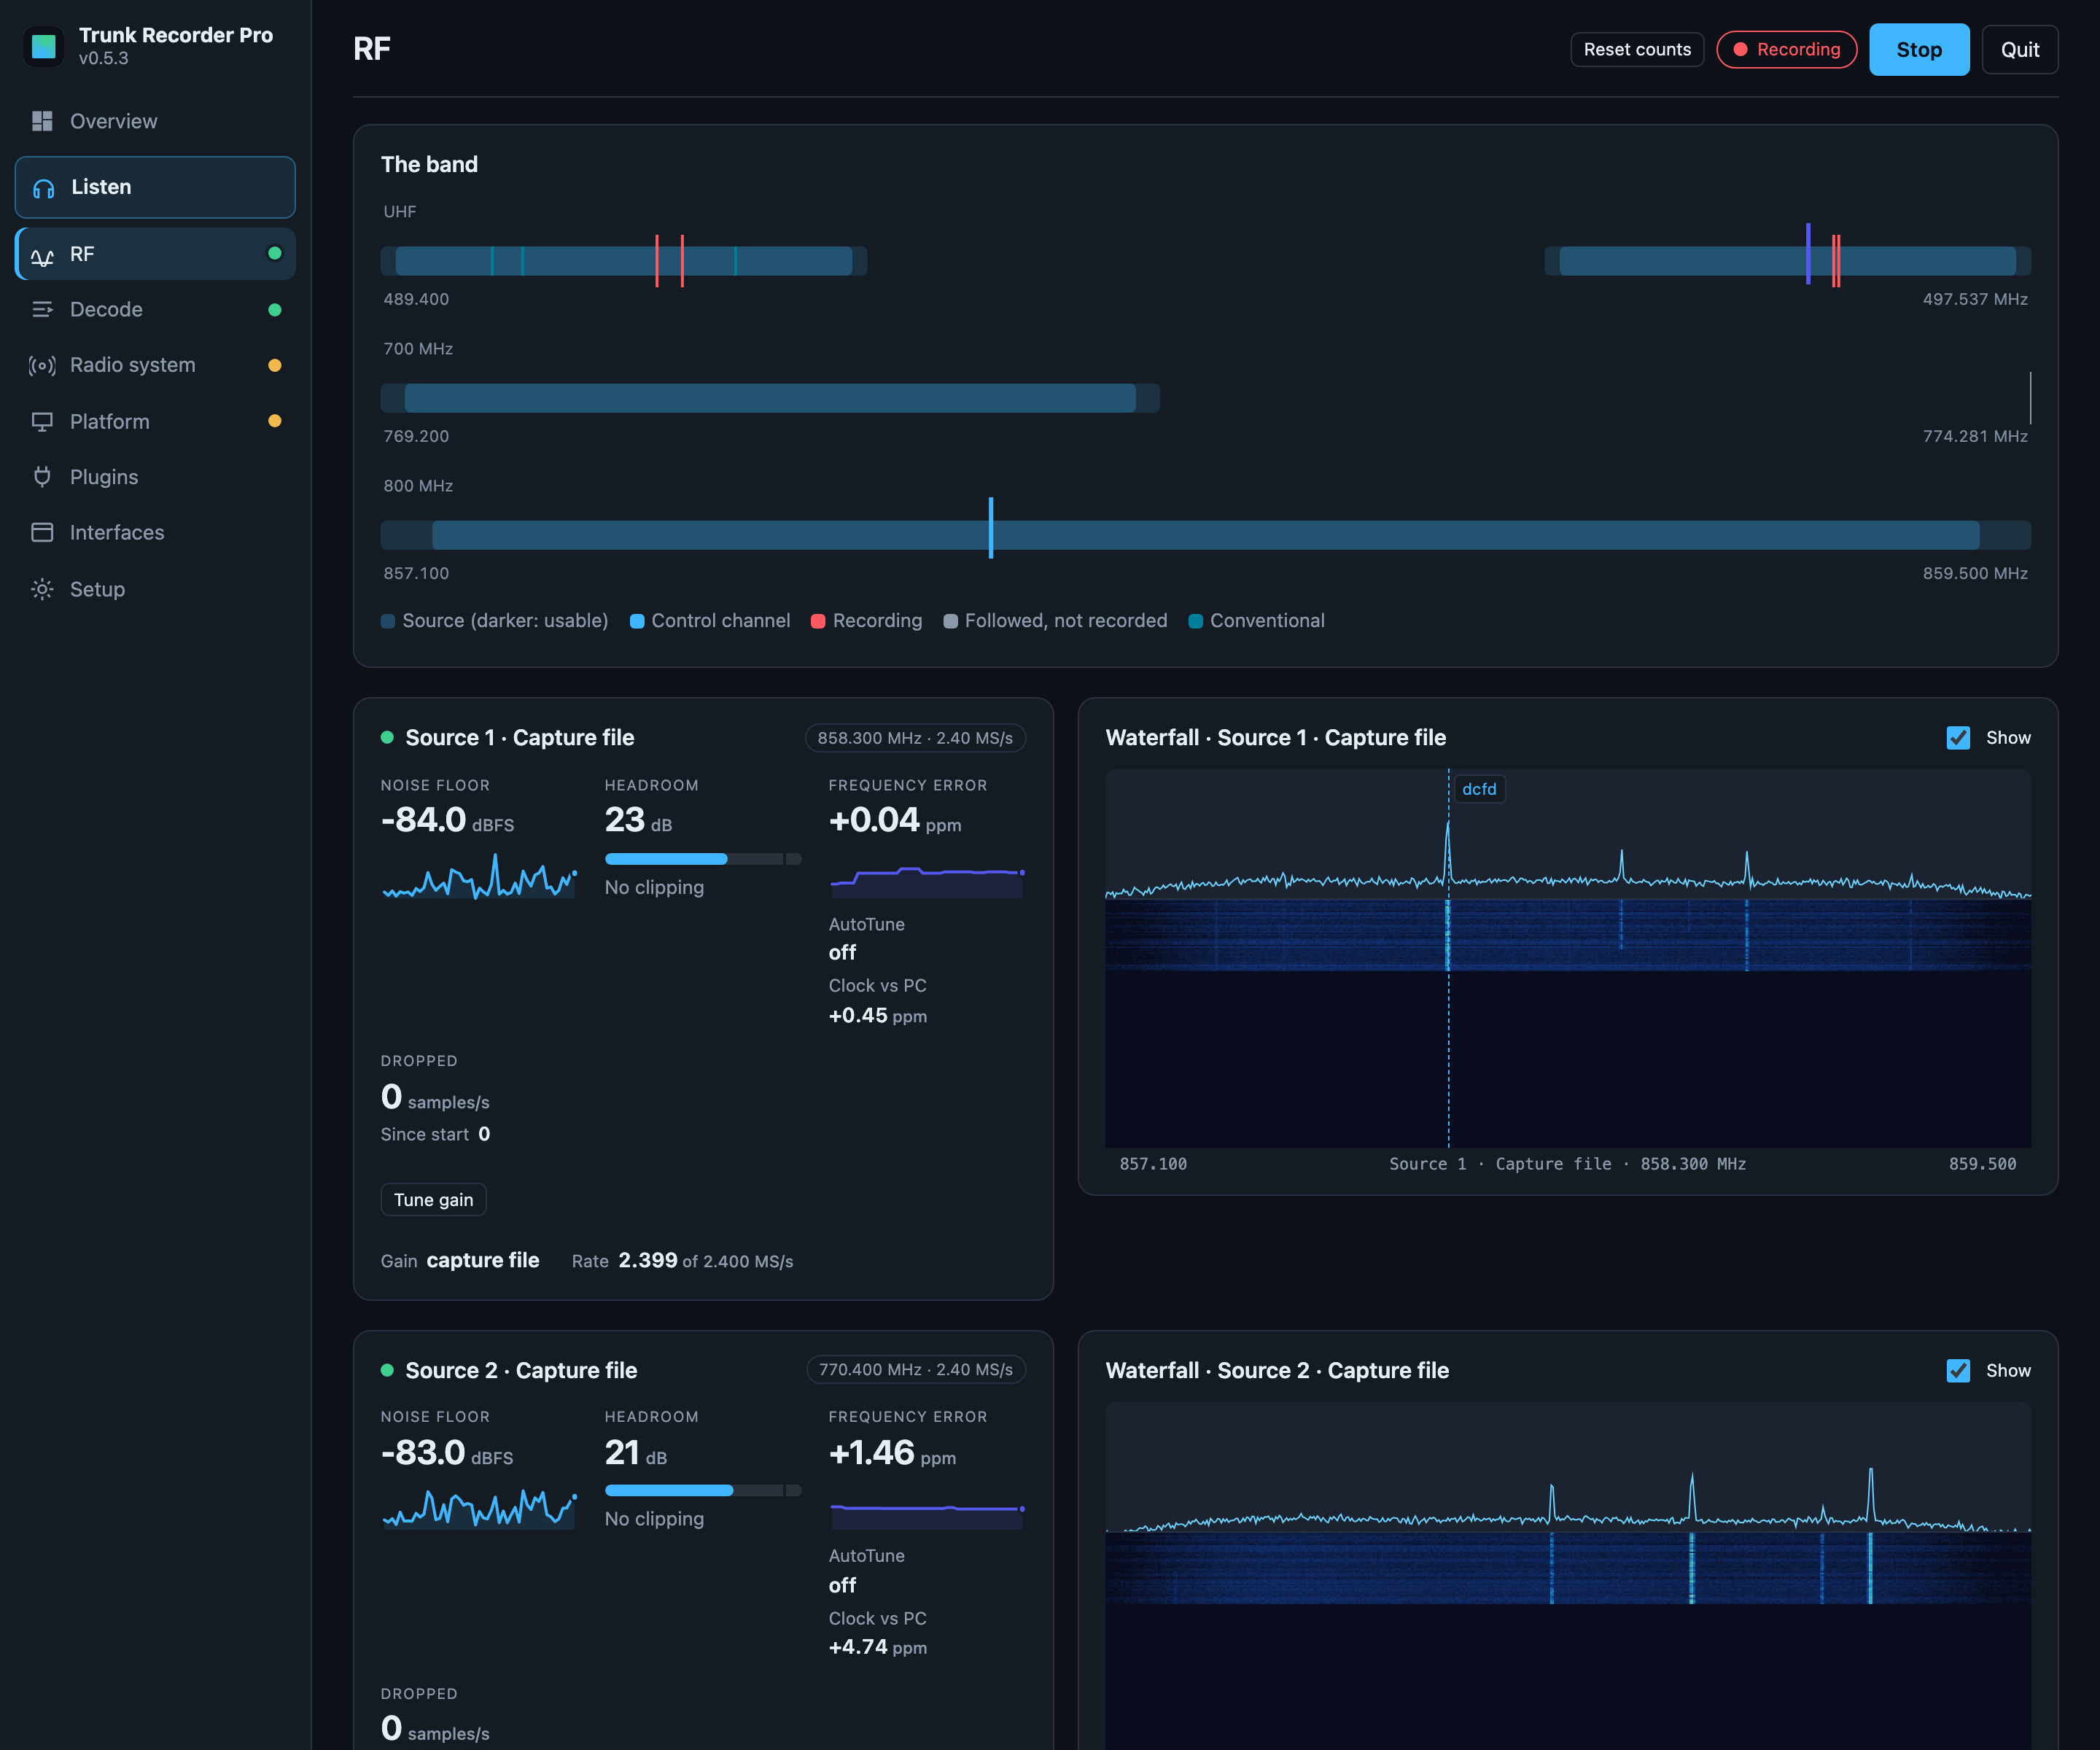 Trunk Recorder Pro
v0.5.3
Overview
Listen
RF
Decode
Radio system
Platform
Plugins
Interfaces
Setup
RF
Reset counts
Recording
Stop
Quit
The band
UHF
489.400
497.537 MHz
700 MHz
769.200
774.281 MHz
800 MHz
857.100
859.500 MHz
Source (darker: usable)
Control channel
Recording
Followed, not recorded
Conventional
Source 1 · Capture file
858.300 MHz · 2.40 MS/s
NOISE FLOOR
-84.0 dBFS
HEADROOM
23 dB
No clipping
FREQUENCY ERROR
+0.04 ppm
AutoTune
off
Clock vs PC
+0.45 ppm
DROPPED
0 samples/s
Since start 0
Tune gain
Gain capture file
Rate 2.399 of 2.400 MS/s
Waterfall · Source 1 · Capture file
Show
dcfd
857.100
Source 1 · Capture file · 858.300 MHz
859.500
Source 2 · Capture file
770.400 MHz · 2.40 MS/s
NOISE FLOOR
-83.0 dBFS
HEADROOM
21 dB
No clipping
FREQUENCY ERROR
+1.46 ppm
AutoTune
off
Clock vs PC
+4.74 ppm
DROPPED
0 samples/s
Waterfall · Source 2 · Capture file
Show